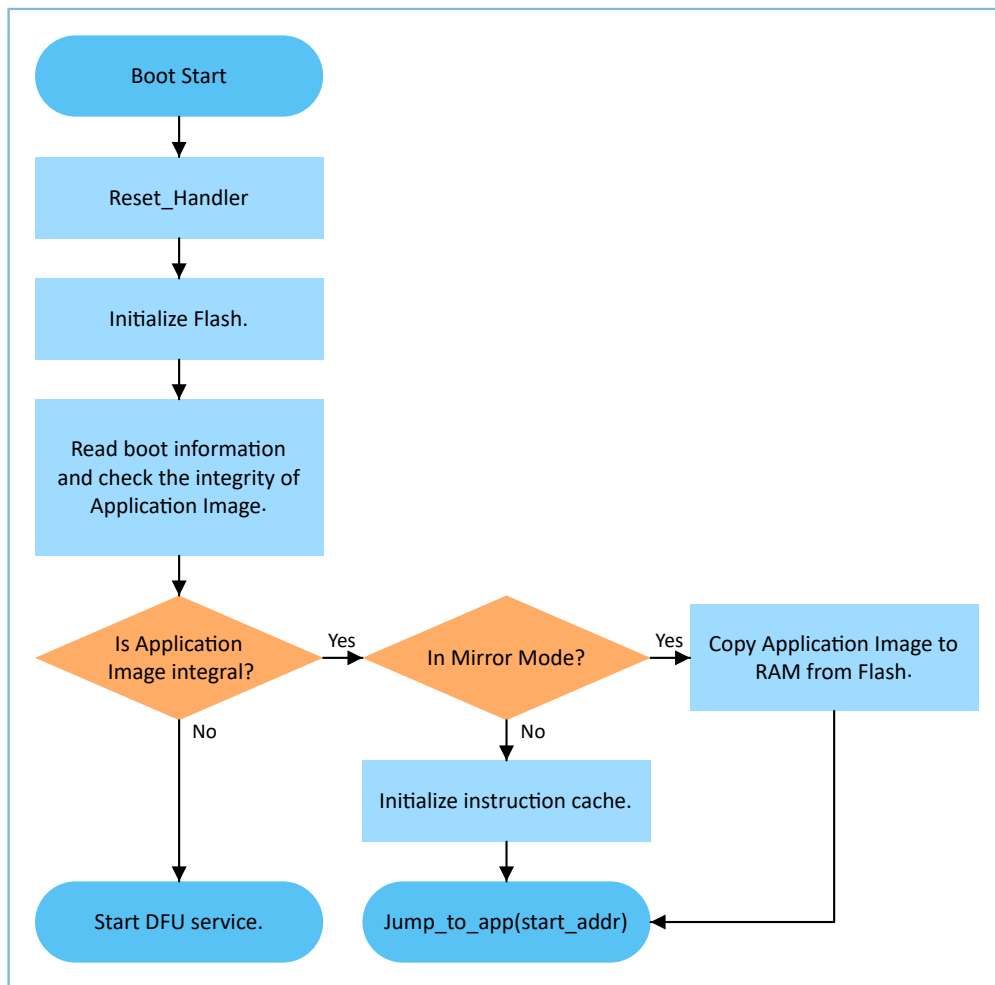 Boot Start
Reset_Handler
Initialize Flash.
Read boot information
and check the integrity of
Application Image.
Is Application
Image integral?
Yes
In Mirror Mode?
Yes
Copy Application Image to
RAM from Flash.
No
No
Initialize instruction cache.
Start DFU service.
Jump_to_app(start_addr)